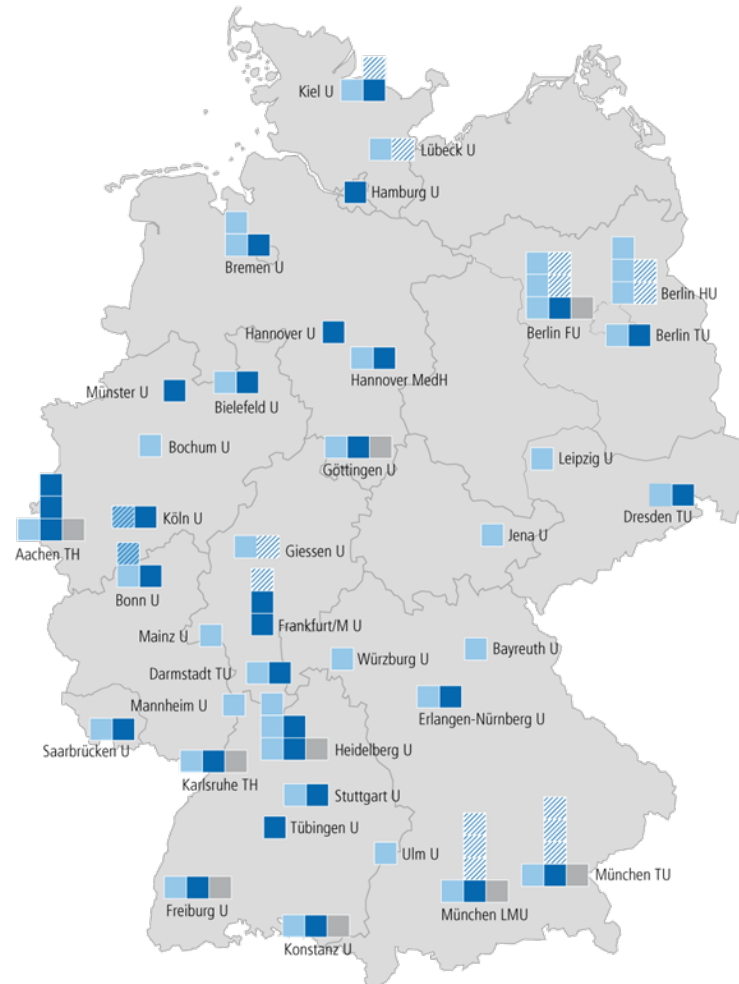 Kiel U
Lübeck U
Hamburg U
Bremen U
Berlin HU
Berlin FU
Berlin TU
Hannover U
Hannover MedH
Münster U
Bielefeld U
Bochum U
Göttingen U
Leipzig U
Köln U
Dresden TU
Aachen TH
Jena U
Giessen U
Bonn U
Frankfurt/M U
Mainz U
Würzburg U
Bayreuth U
Darmstadt TU
Mannheim U
Erlangen-Nürnberg U
Saarbrücken U
Heidelberg U
Karlsruhe TH
Stuttgart U
Tübingen U
Ulm U
München TU
Freiburg U
München LMU
Konstanz U